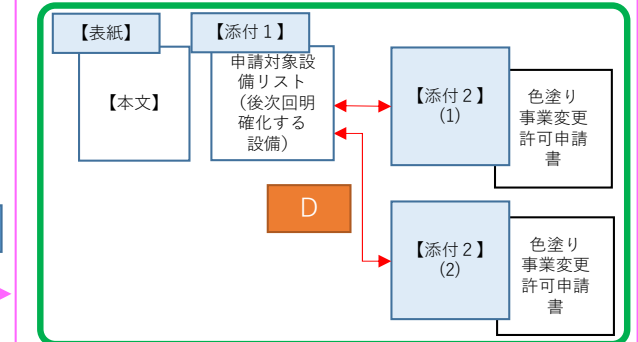 【表紙】
【本文】
【添付１】
申請対象設
備リスト
（後次回明
確化する
設備）
【添付２】
(1)
色塗り
事業変更
許可申請
書
D
【添付２】
(2)
色塗り
事業変更
許可申請
書